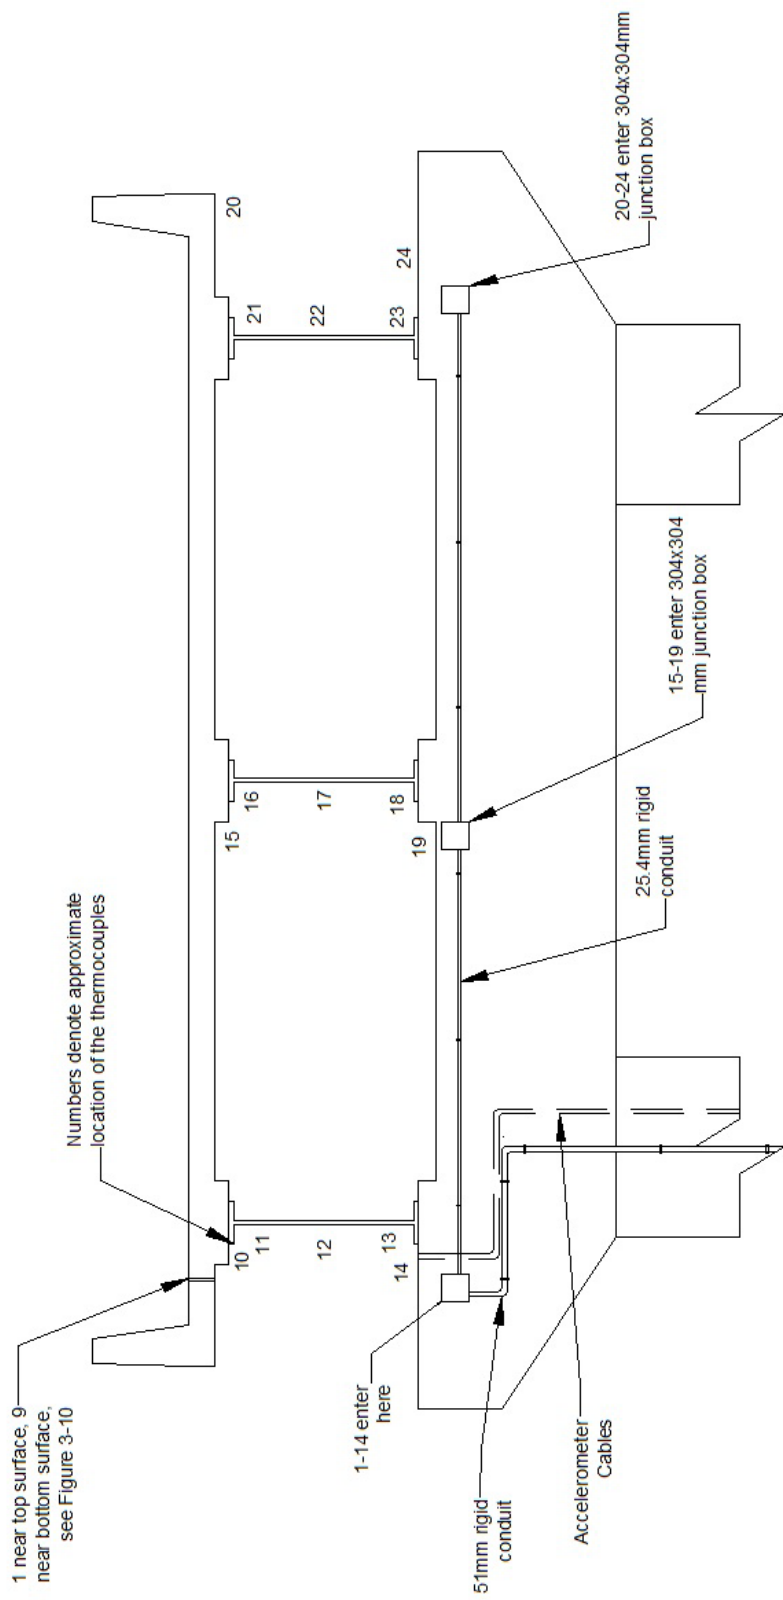 1 near top surface, 9
near bottom surface,
see Figure 3-10
Numbers denote approximate
location of the thermocouples
10
11
12
13
14
15
16
17
18
19
20
21
22
23
24
1-14 enter
here
51mm rigid
conduit
Accelerometer
Cables
25.4mm rigid
conduit
15-19 enter 304x304
mm junction box
20-24 enter 304x304mm
junction box